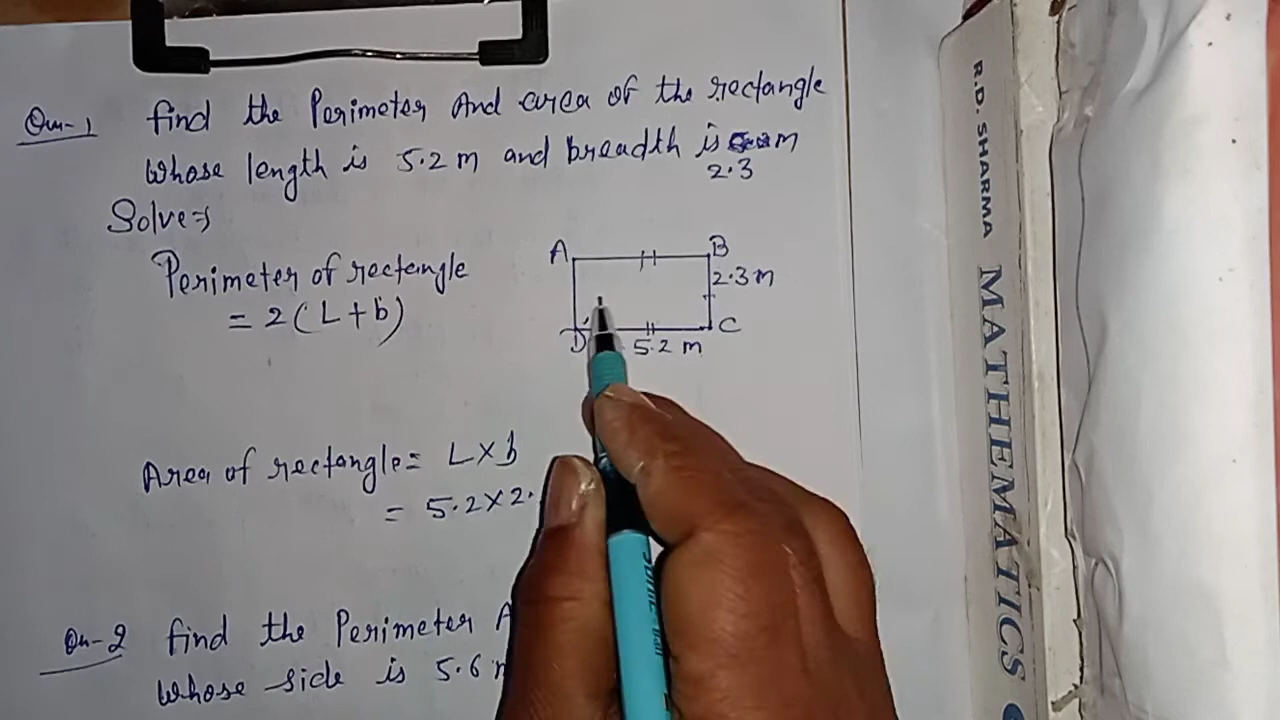 Qu-1 find the Perimeter And area of the rectangle
whose length is 5.2 m and breadth is m
2.3
Solve⇒
Perimeter of rectangle
= 2(L+b)
A B
2.3m
D C
5.2 m
Area of rectangle = L×b
= 5.2×2.
Qu-2 find the Perimeter A
whose side is 5.6
R.D. SHARMA MATHEMATICS